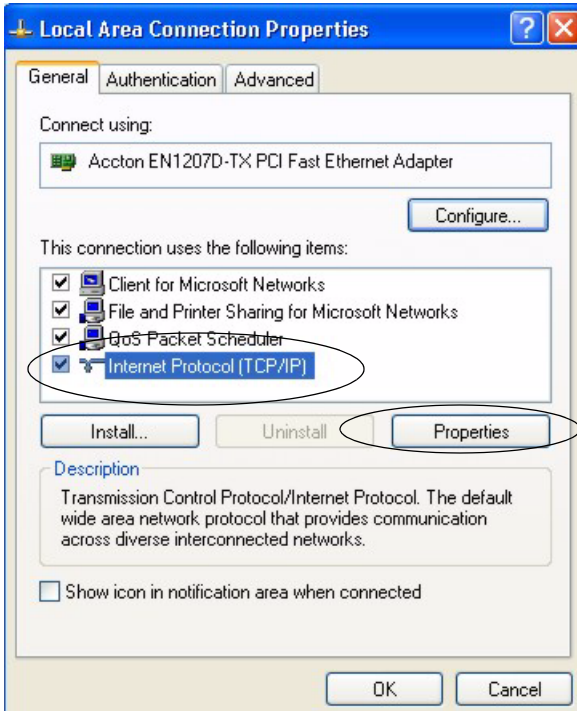 Local Area Connection Properties
General Authentication Advanced
Connect using:
Accton EN1207D-TX PCI Fast Ethernet Adapter
Configure...
This connection uses the following items:
Client for Microsoft Networks
File and Printer Sharing for Microsoft Networks
QoS Packet Scheduler
Internet Protocol (TCP/IP)
Install... Uninstall Properties
Description
Transmission Control Protocol/Internet Protocol. The default
wide area network protocol that provides communication
across diverse interconnected networks.
Show icon in notification area when connected
OK Cancel